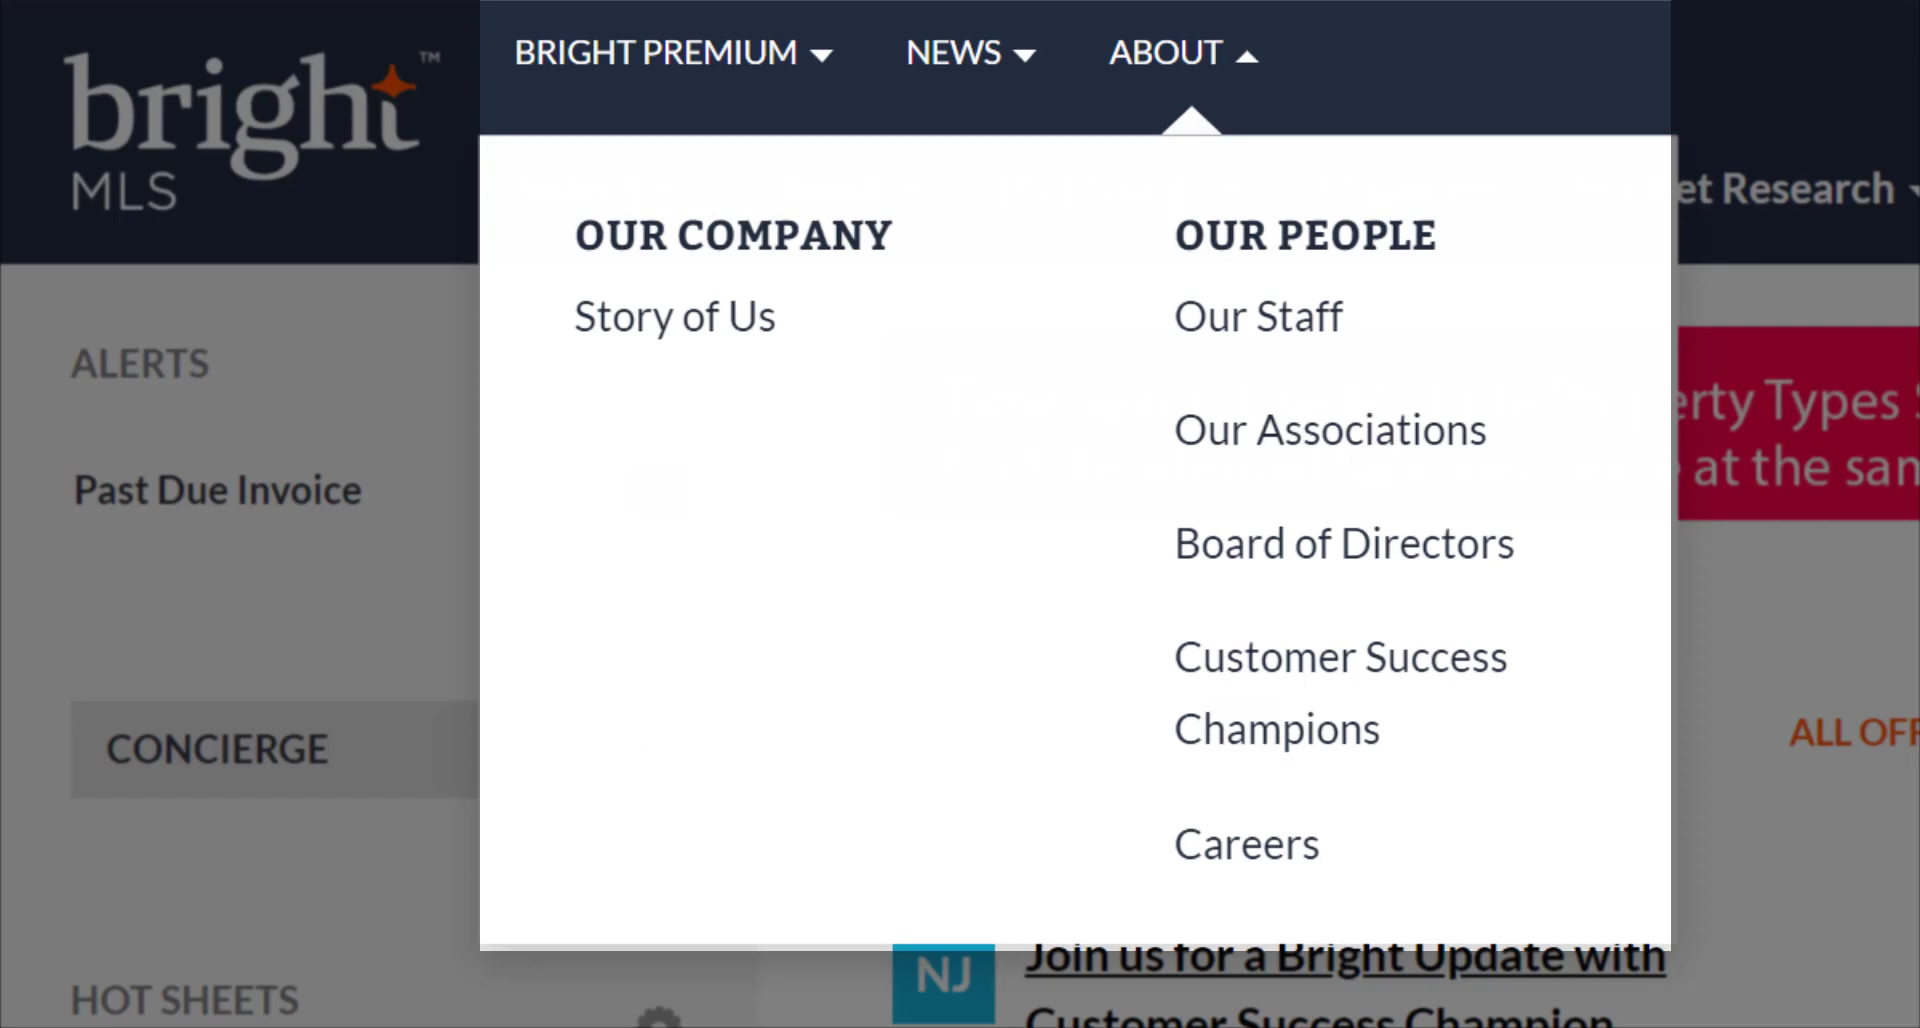 bright™
MLS
BRIGHT PREMIUM
NEWS
ABOUT
et Research
OUR COMPANY
Story of Us
OUR PEOPLE
Our Staff
Our Associations
Board of Directors
Customer Success
Champions
Careers
ALERTS
Past Due Invoice
CONCIERGE
HOT SHEETS
erty Types
at the san
ALL OFF
NJ
Join us for a Bright Update with
Customer Success Champion